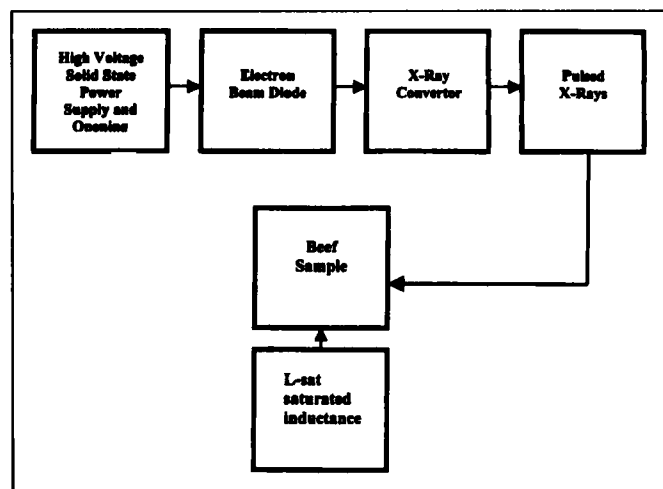 High Voltage
Solid State
Power
Supply and
Opening
Electron
Beam Diode
X-Ray
Convertor
Pulsed
X-Rays
Beef
Sample
L-sat
saturated
inductance